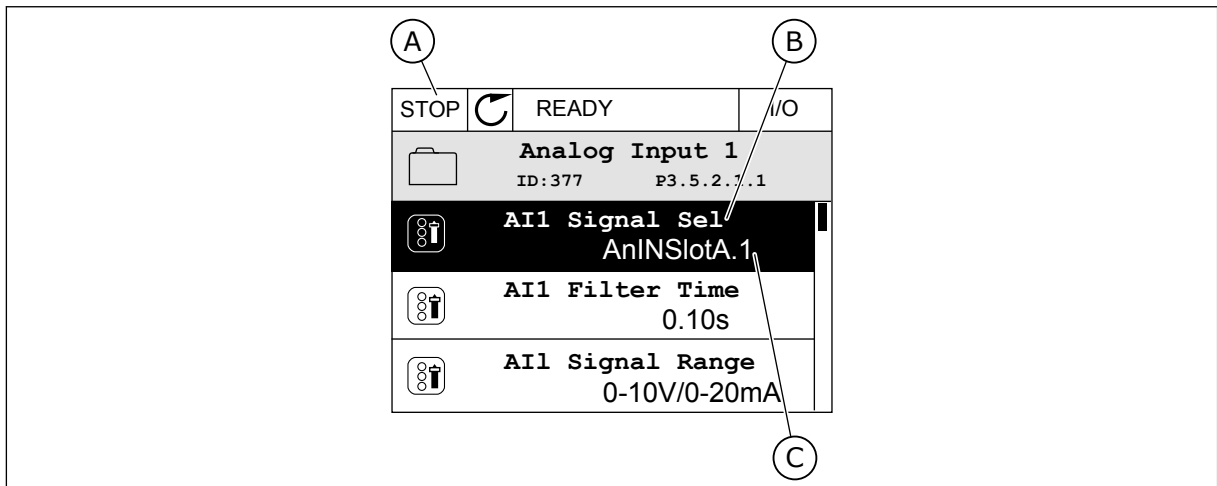 A
B
STOP READY I/O
Analog Input 1
ID:377 P3.5.2.1.1
AI1 Signal Sel
AnINSlotA.1
AI1 Filter Time
0.10s
AIl Signal Range
0-10V/0-20mA
C